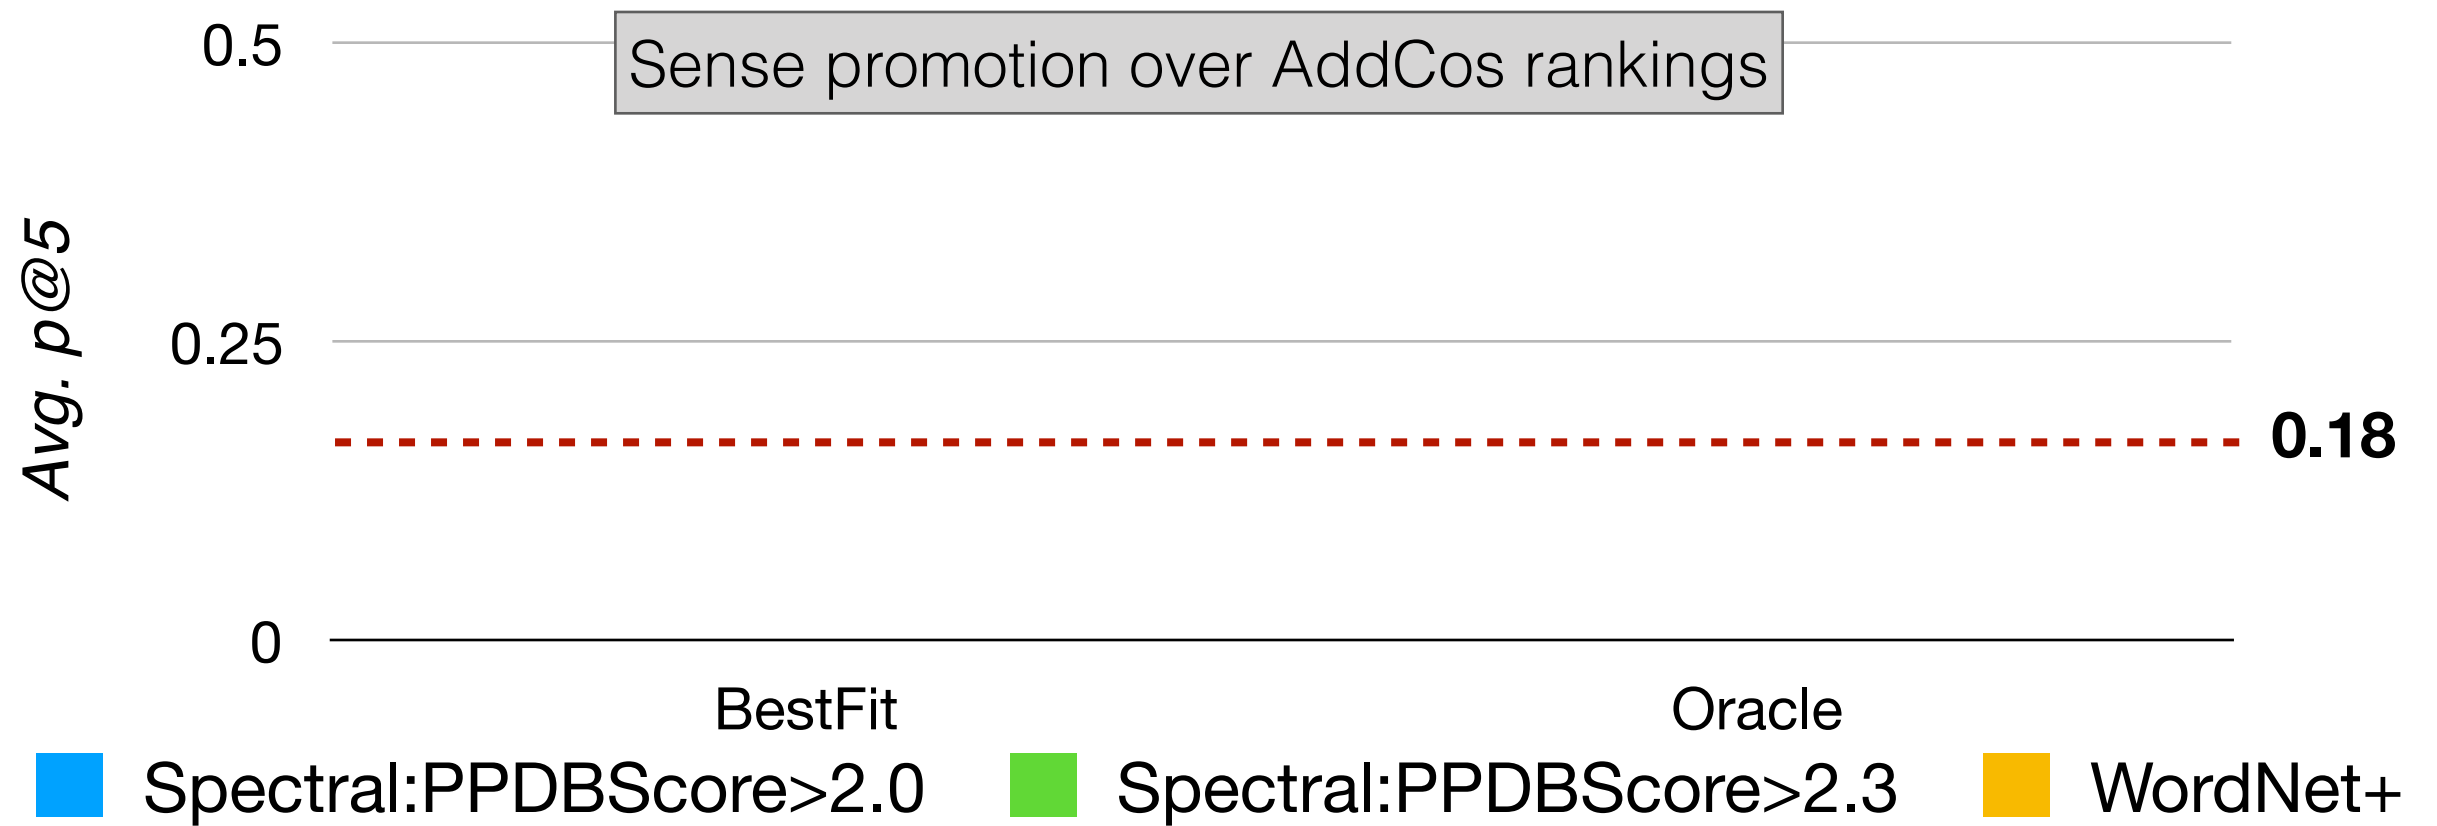 Sense promotion over AddCos rankings
Avg. p@5
0.5
0.25
0
0.18
BestFit
Oracle
Spectral:PPDBScore>2.0
Spectral:PPDBScore>2.3
WordNet+